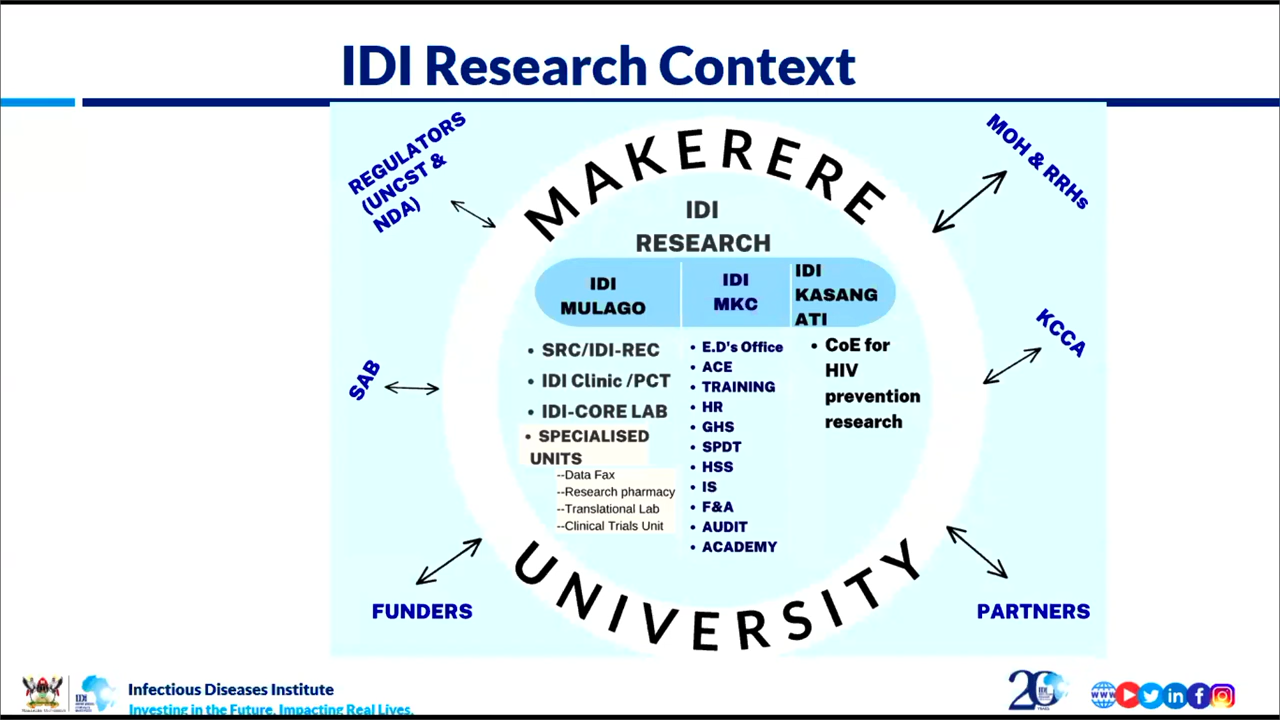 IDI Research Context
REGULATORS
(UNCST &
NDA)
MOH & RRHs
MAKERERE
IDI
RESEARCH
IDI
MULAGO
IDI
MKC
IDI
KASANG
ATI
• SRC/IDI-REC
• IDI Clinic /PCT
• IDI-CORE LAB
• SPECIALISED
UNITS
--Data Fax
--Research pharmacy
--Translational Lab
--Clinical Trials Unit
• E.D's Office
• ACE
• TRAINING
• HR
• GHS
• SPDT
• HSS
• IS
• F&A
• AUDIT
• ACADEMY
• CoE for
HIV
prevention
research
SAB
KCCA
FUNDERS
PARTNERS
UNIVERSITY
IDI
Infectious Diseases Institute
Investing in the Future. Impacting Real Lives.
20
IDI